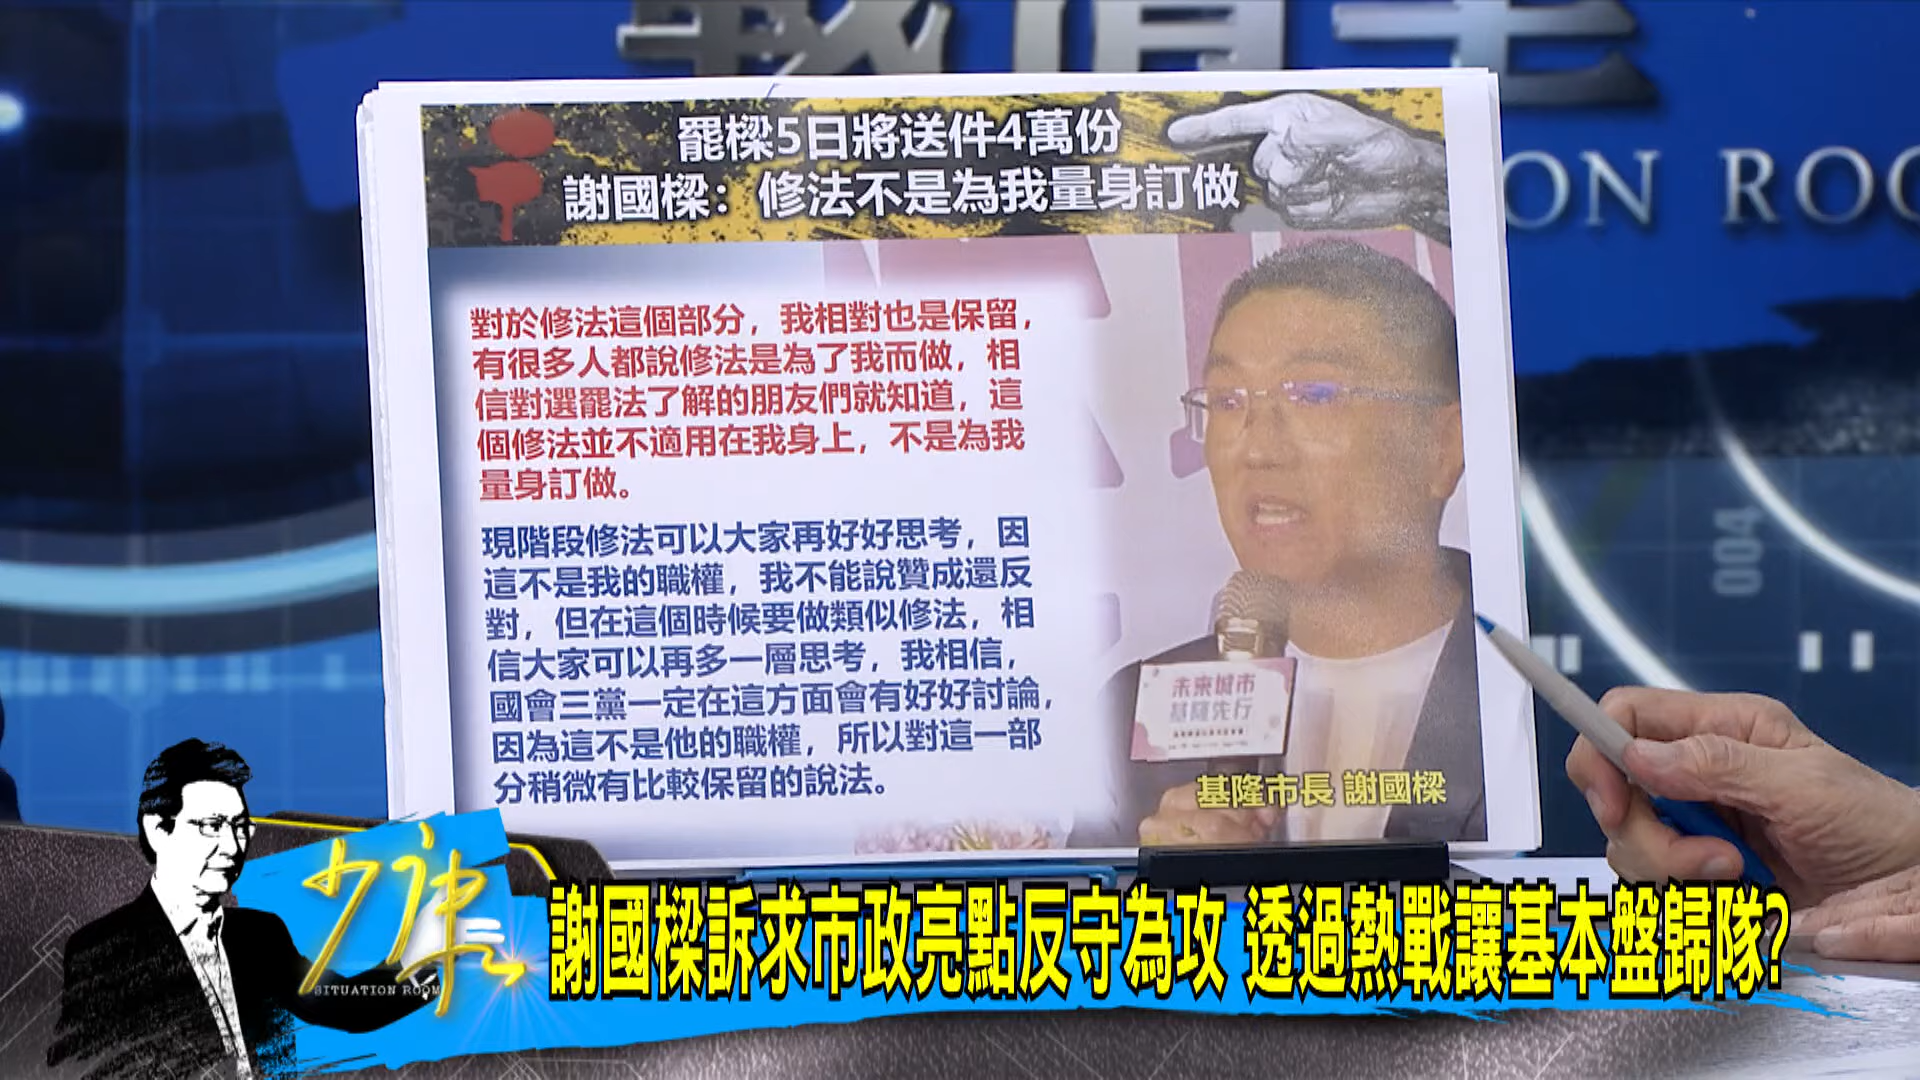 戰情室
ON ROO
罷樑5日將送件4萬份
謝國樑：修法不是為我量身訂做
對於修法這個部分，我相對也是保留，
有很多人都說修法是為了我而做，相
信對選罷法了解的朋友們就知道，這
個修法並不適用在我身上，不是為我
量身訂做。
現階段修法可以大家再好好思考，因
這不是我的職權，我不能說贊成還反
對，但在這個時候要做類似修法，相
信大家可以再多一層思考，我相信，
國會三黨一定在這方面會有好好討論，
因為這不是他的職權，所以對這一部
分稍微有比較保留的說法。
未來城市
基隆先行
基隆市長 謝國樑
004
少康
SITUATION ROOM
謝國樑訴求市政亮點反守為攻 透過熱戰讓基本盤歸隊?